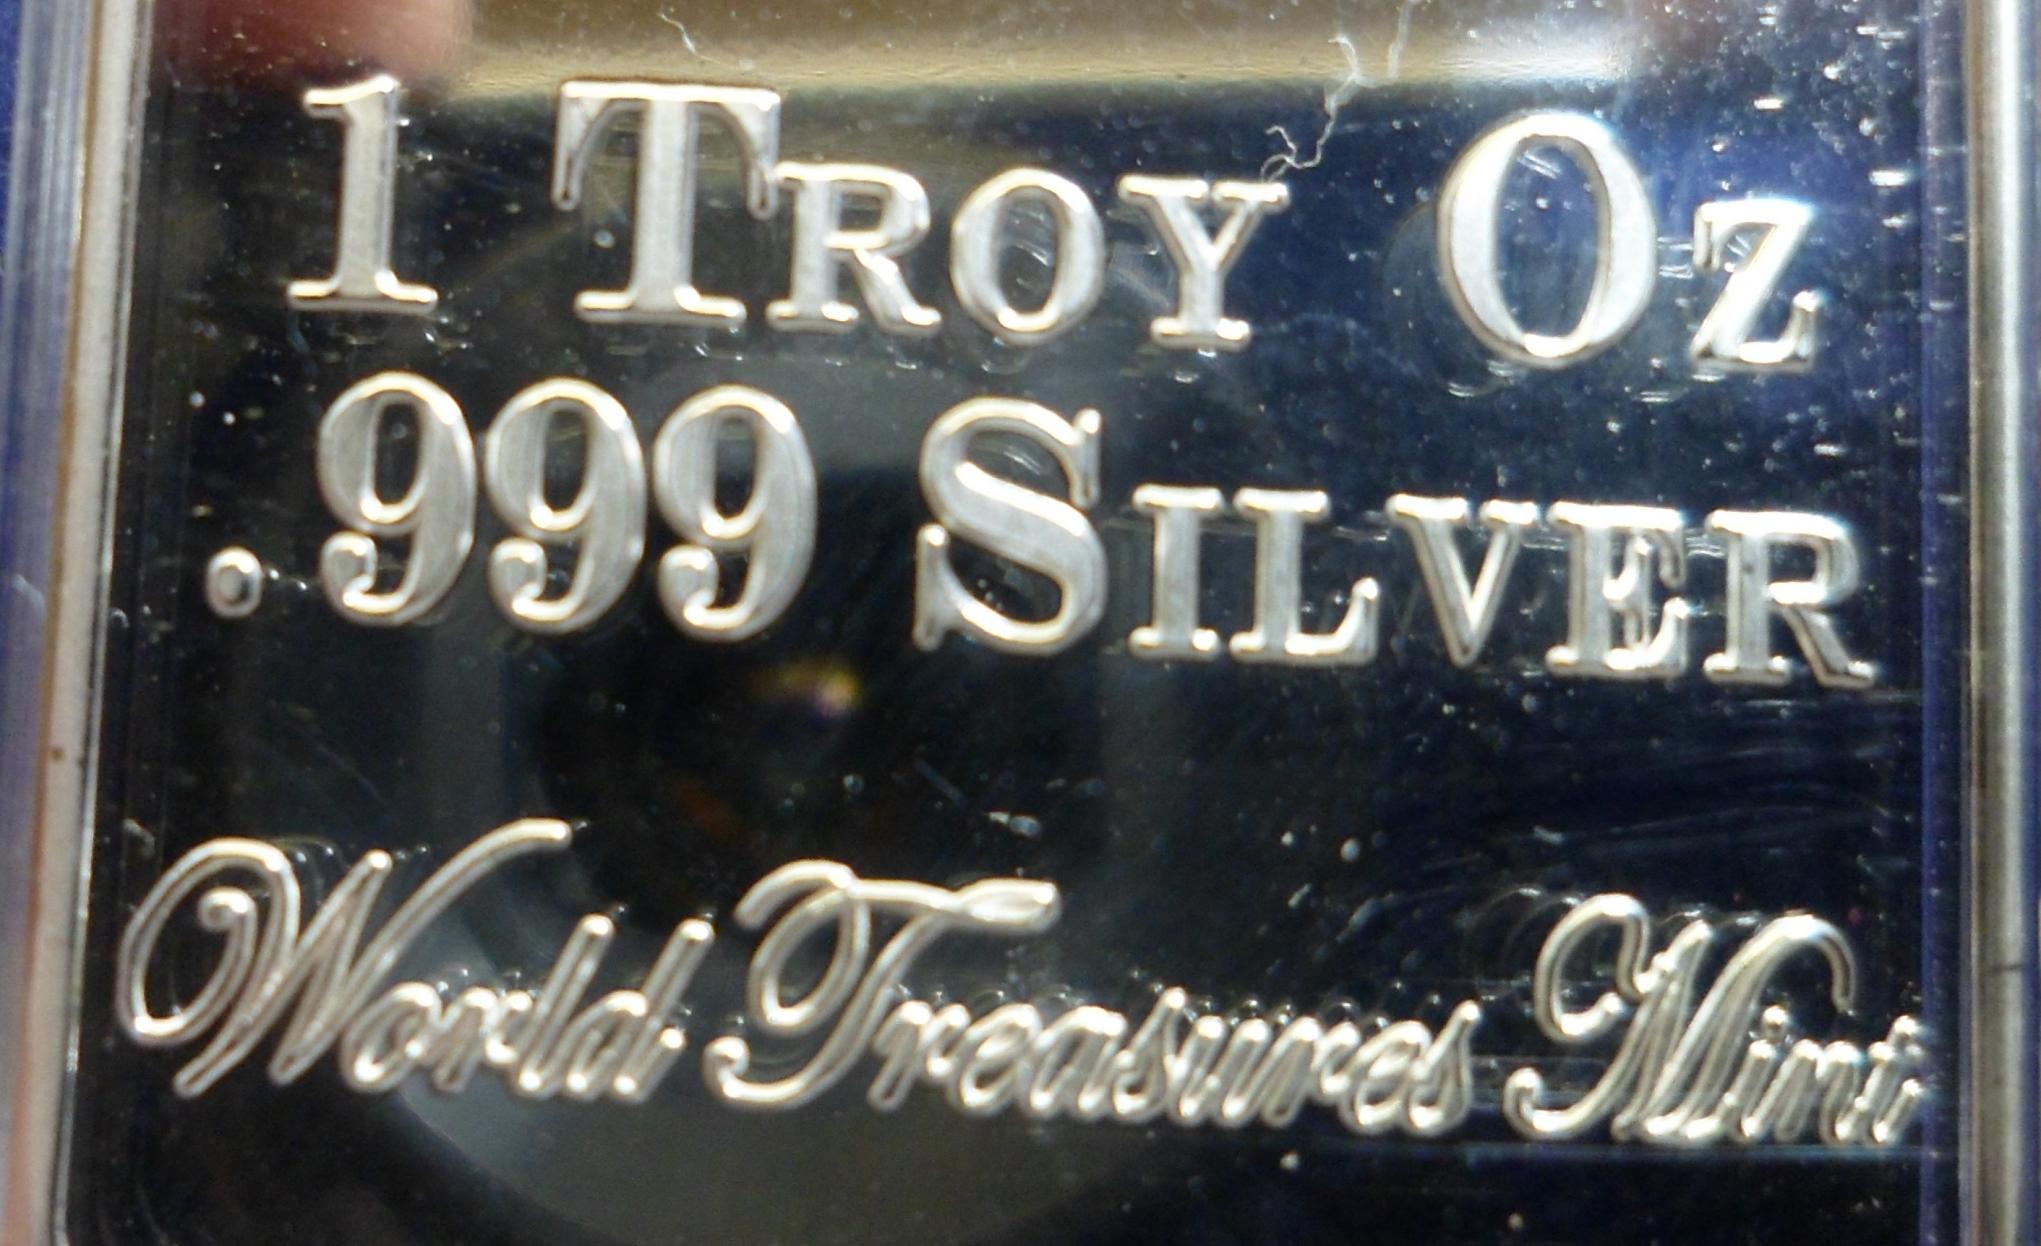 1 TROY OZ
.999 SILVER
World Treasures Mint